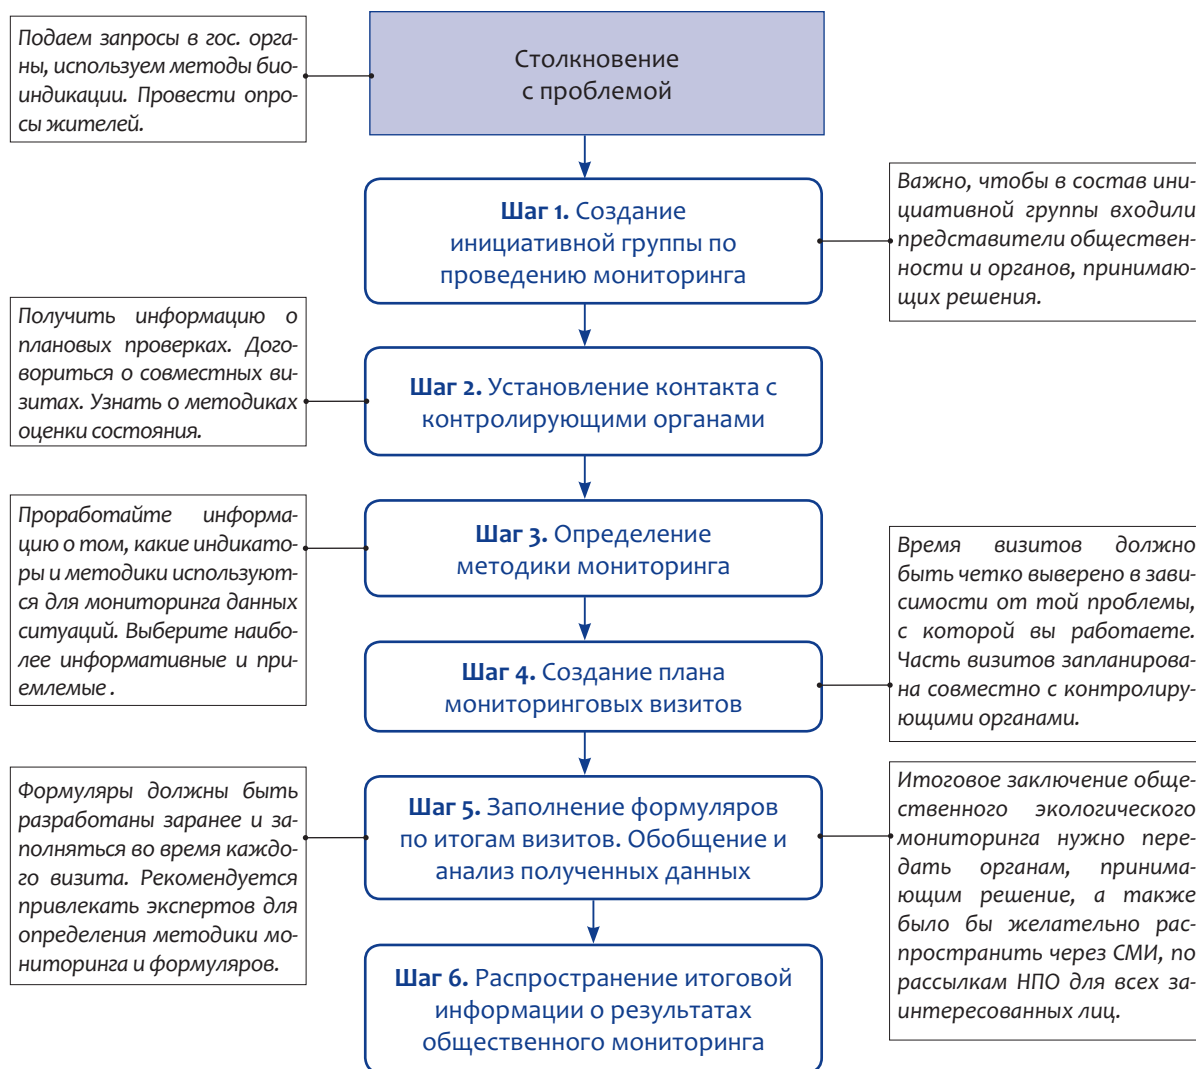 Подаем запросы в гос. орга-
ны, используем методы био-
индикации. Провести опро-
сы жителей.
Столкновение
с проблемой
Шаг 1. Создание
инициативной группы по
проведению мониторинга
Важно, чтобы в состав ини-
циативной группы входили
представители обществен-
ности и органов, принимаю-
щих решения.
Получить информацию о
плановых проверках. Дого-
вориться о совместных ви-
зитах. Узнать о методиках
оценки состояния.
Шаг 2. Установление контакта с
контролирующими органами
Проработайте информа-
цию о том, какие индикато-
ры и методики используют-
ся для мониторинга данных
ситуаций. Выберите наибо-
лее информативные и при-
емлемые .
Шаг 3. Определение
методики мониторинга
Время визитов должно
быть четко выверено в зави-
симости от той проблемы,
с которой вы работаете.
Часть визитов запланирова-
на совместно с контролиру-
ющими органами.
Шаг 4. Создание плана
мониторинговых визитов
Формуляры должны быть
разработаны заранее и за-
полняться во время каждо-
го визита. Рекомендуется
привлекать экспертов для
определения методики мо-
ниторинга и формуляров.
Шаг 5. Заполнение формуляров
по итогам визитов. Обобщение и
анализ полученных данных
Итоговое заключение обще-
ственного экологического
мониторинга нужно пере-
дать органам, принима-
ющим решение, а также
было бы желательно рас-
пространить через СМИ, по
рассылкам НПО для всех за-
интересованных лиц.
Шаг 6. Распространение итоговой
информации о результатах
общественного мониторинга